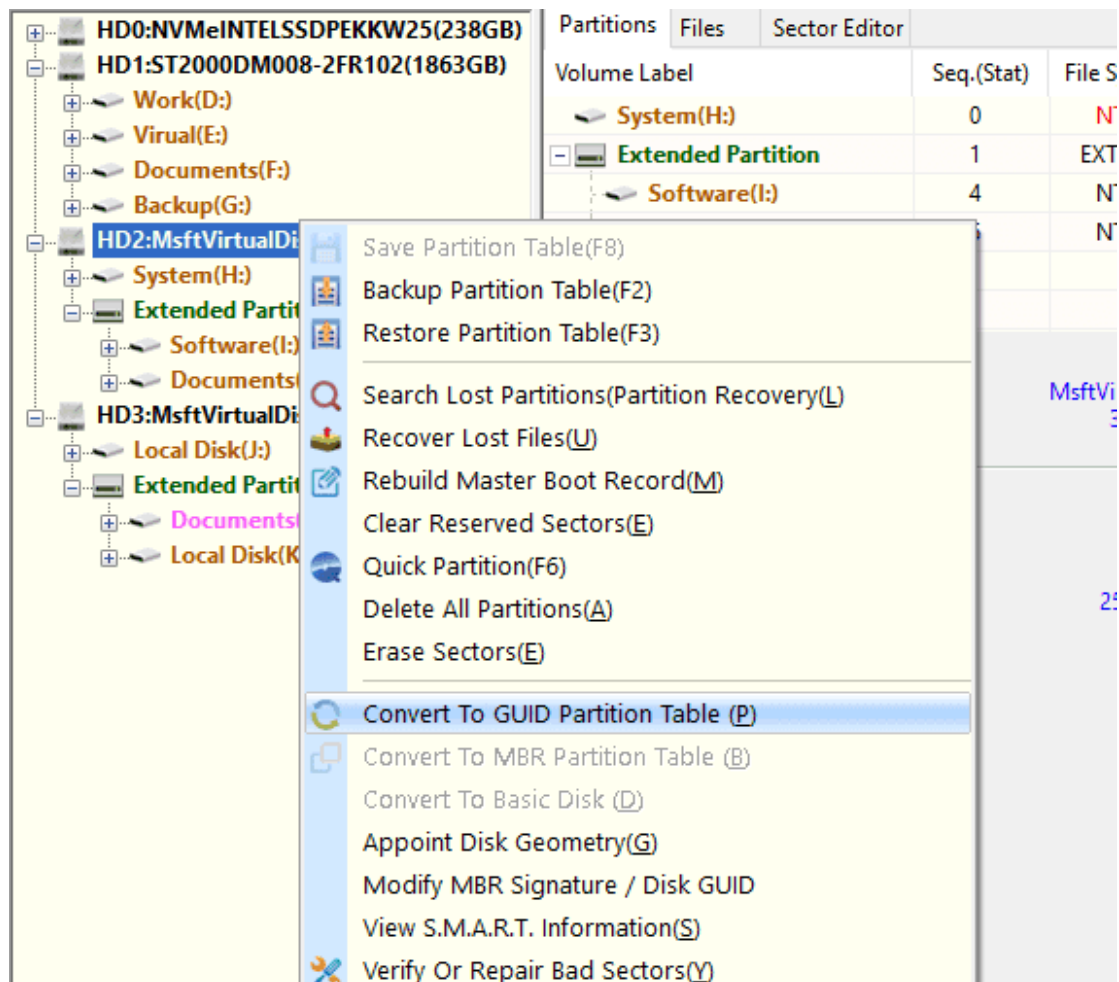 HD0:NVMeINTELSSDPEKKW25(238GB)
HD1:ST2000DM008-2FR102(1863GB)
Work(D:)
Virual(E:)
Documents(F:)
Backup(G:)
HD2:MsftVirtualDi
System(H:)
Extended Partit
Software(I:)
Documents(
HD3:MsftVirtualDi
Local Disk(J:)
Extended Partit
Documents(
Local Disk(K
Partitions Files Sector Editor
Volume Label Seq.(Stat) File S
System(H:) 0 NT
Extended Partition 1 EXT
Software(I:) 4 NT
NT
MsftVi
3
25
Save Partition Table(F8)
Backup Partition Table(F2)
Restore Partition Table(F3)
Search Lost Partitions(Partition Recovery(L)
Recover Lost Files(U)
Rebuild Master Boot Record(M)
Clear Reserved Sectors(E)
Quick Partition(F6)
Delete All Partitions(A)
Erase Sectors(E)
Convert To GUID Partition Table (P)
Convert To MBR Partition Table (B)
Convert To Basic Disk (D)
Appoint Disk Geometry(G)
Modify MBR Signature / Disk GUID
View S.M.A.R.T. Information(S)
Verify Or Repair Bad Sectors(Y)